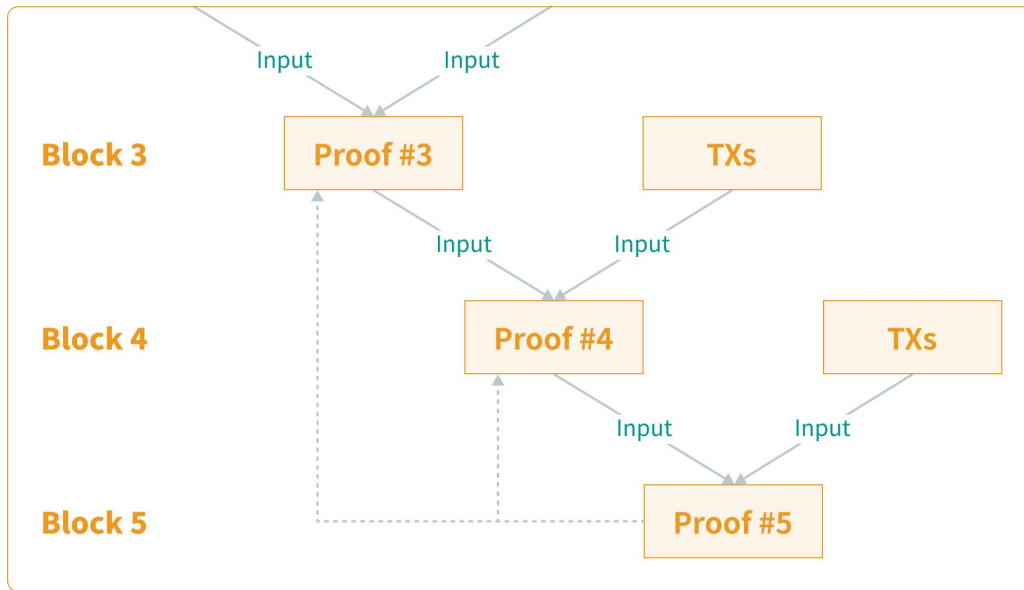 Input Input
Block 3 Proof #3 TXs
Input Input
Block 4 Proof #4 TXs
Input Input
Block 5 Proof #5